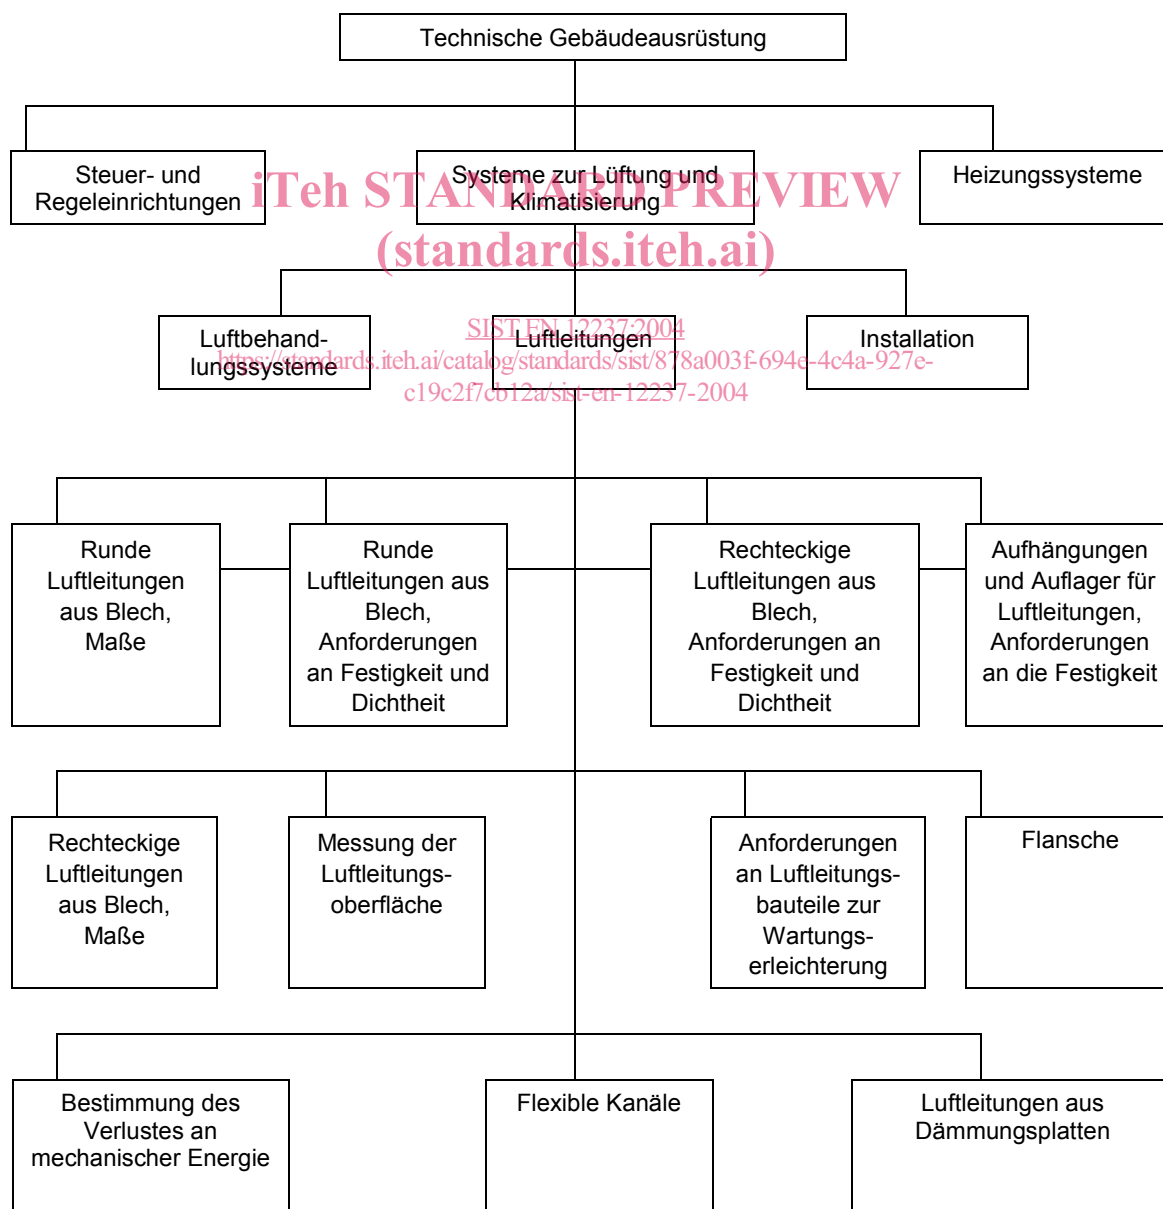 Technische Gebäudeausrüstung
Steuer- und
Regeleinrichtungen
Systeme zur Lüftung und
Klimatisierung
Heizungssysteme
iTeh STANDARD PREVIEW
(standards.iteh.ai)
Luftbehand-
lungssysteme
Luftleitungen
Installation
SIST EN 12237:2004
https://standards.iteh.ai/catalog/standards/sist/878a003f-694e-4c4a-927e-
c19c2f7cb12a/sist-en-12237-2004
Runde
Luftleitungen
aus Blech,
Maße
Runde
Luftleitungen aus
Blech,
Anforderungen
an Festigkeit und
Dichtheit
Rechteckige
Luftleitungen aus
Blech,
Anforderungen an
Festigkeit und
Dichtheit
Aufhängungen
und Auflager für
Luftleitungen,
Anforderungen
an die Festigkeit
Rechteckige
Luftleitungen
aus Blech,
Maße
Messung der
Luftleitungs-
oberfläche
Anforderungen
an Luftleitungs-
bauteile zur
Wartungs-
erleichterung
Flansche
Bestimmung des
Verlustes an
mechanischer Energie
Flexible Kanäle
Luftleitungen aus
Dämmungsplatten